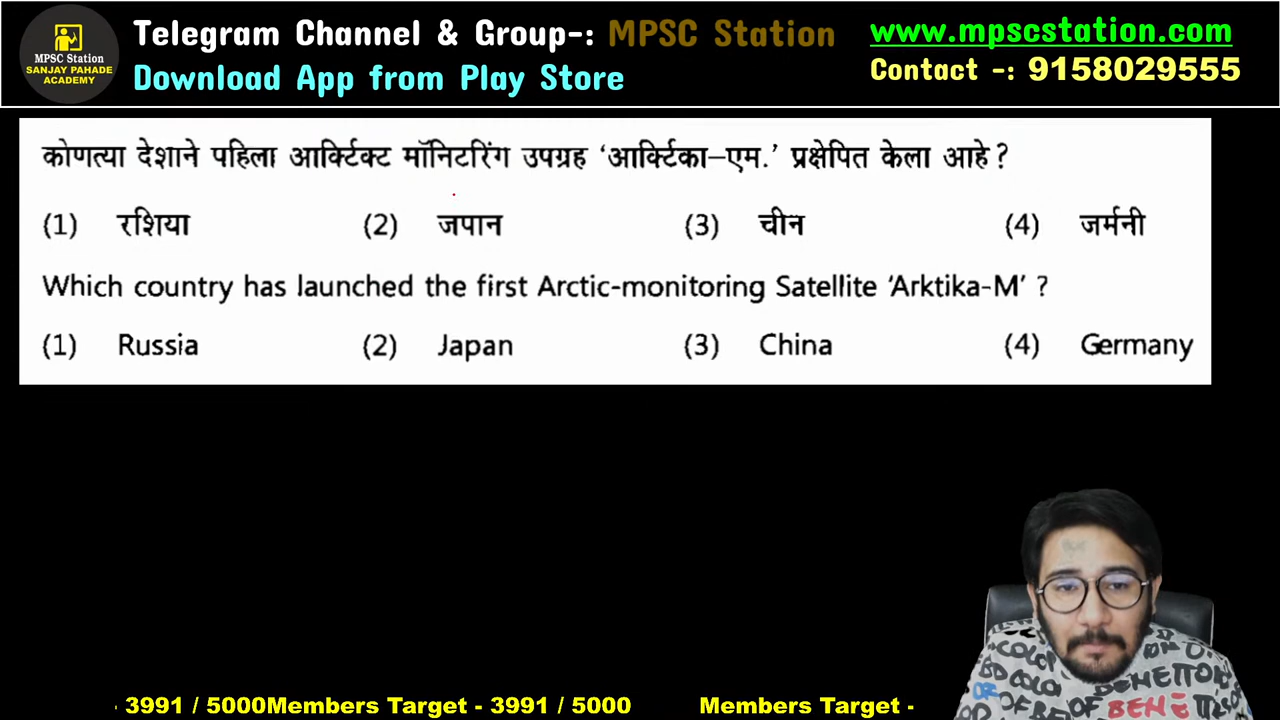 MPSC Station
SANJAY PAHADE
ACADEMY
Telegram Channel & Group-: MPSC Station
Download App from Play Store
www.mpscstation.com
Contact -: 9158029555
कोणत्या देशाने पहिला आर्क्टिक्ट मॉनिटरिंग उपग्रह ‘आर्क्टिका–एम.’ प्रक्षेपित केला आहे ?
(1) रशिया (2) जपान (3) चीन (4) जर्मनी
Which country has launched the first Arctic-monitoring Satellite ‘Arktika-M’ ?
(1) Russia (2) Japan (3) China (4) Germany
- 3991 / 5000Members Target - 3991 / 5000 Members Target -